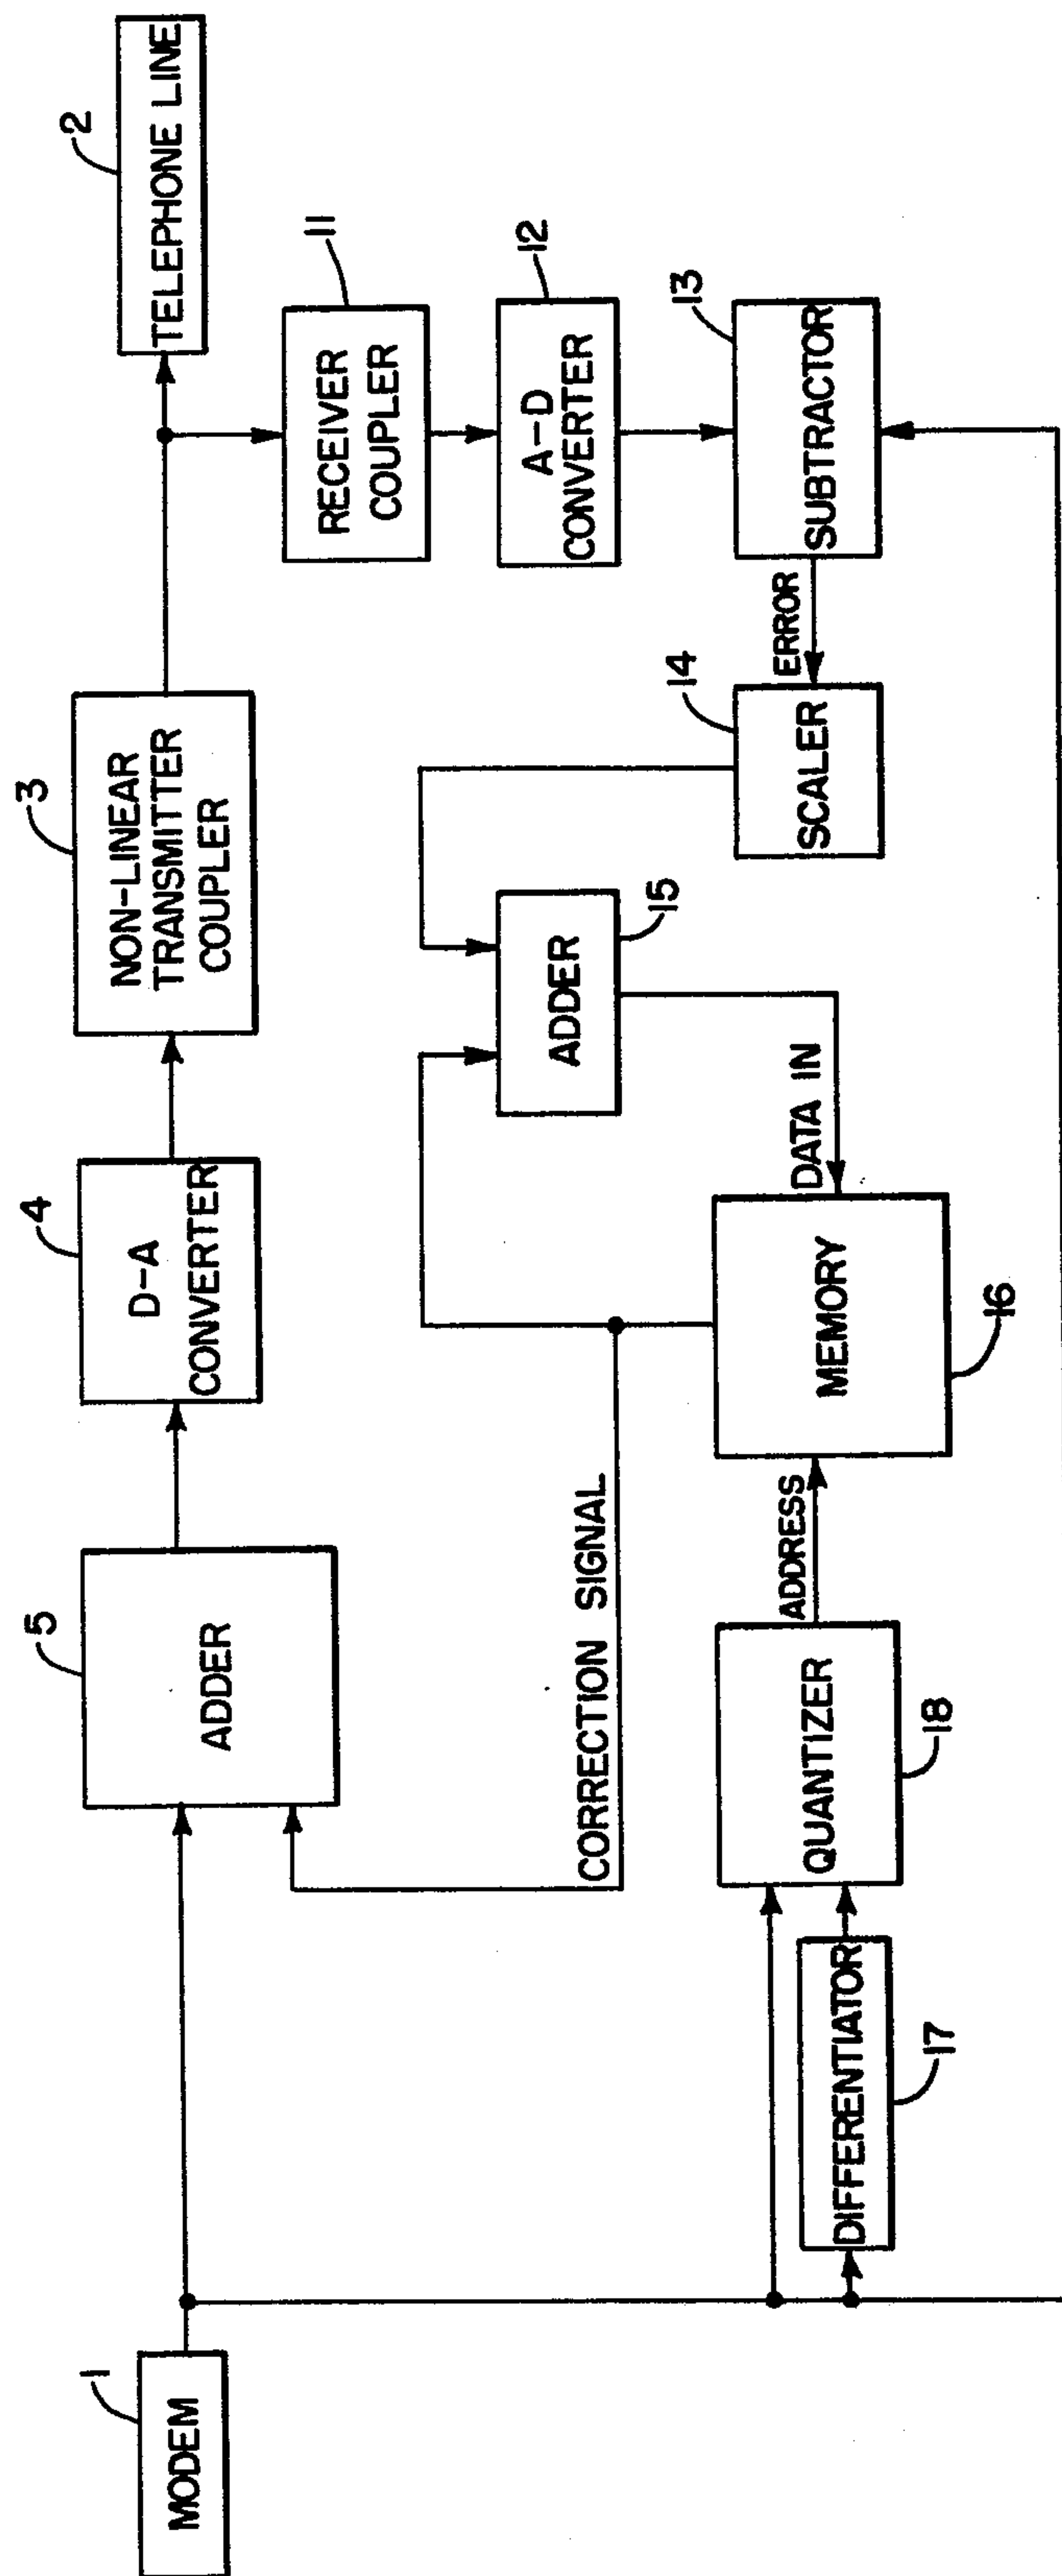 1
MODEM
5
ADDER
4
D-A
CONVERTER
3
NON-LINEAR
TRANSMITTER
COUPLER
2
TELEPHONE LINE
CORRECTION SIGNAL
ADDER
15
RECEIVER
COUPLER
11
A-D
CONVERTER
12
DIFFERENTIATOR
17
QUANTIZER
18
ADDRESS
MEMORY
16
DATA IN
SCALER
14
ERROR
SUBTRACTOR
13